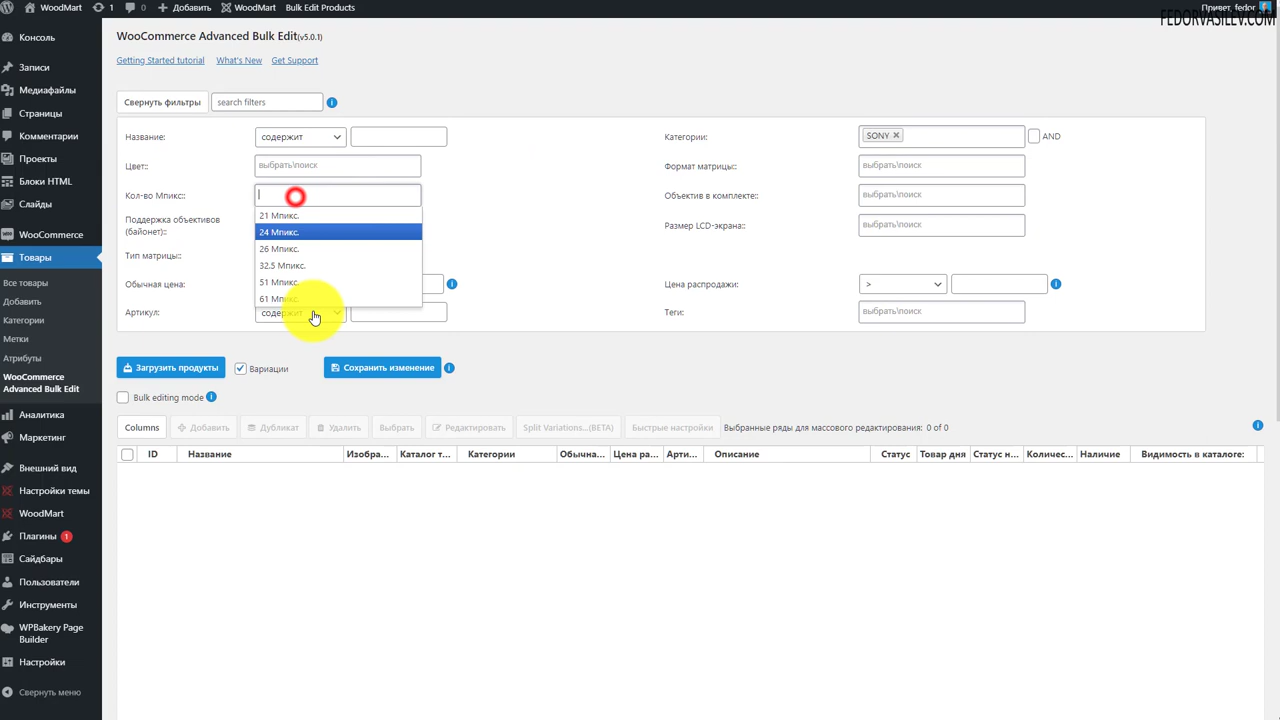 WoodMart
1
0
Добавить
WoodMart
Bulk Edit Products
Привет, fedor
FEDORVASILEV.COM
Консоль
Записи
Медиафайлы
Страницы
Комментарии
Проекты
Блоки HTML
Слайды
WooCommerce
Товары
Все товары
Добавить
Категории
Метки
Атрибуты
WooCommerce
Advanced Bulk Edit
Аналитика
Маркетинг
Внешний вид
Настройки темы
WoodMart
Плагины 1
Сайдбары
Пользователи
Инструменты
WPBakery Page
Builder
Настройки
Свернуть меню
WooCommerce Advanced Bulk Edit(v5.0.1)
Getting Started tutorial What's New Get Support
Свернуть фильтры search filters
Название: содержит
Категории: SONY AND
Цвет:: выбрать\поиск
Формат матрицы:: выбрать\поиск
Кол-во Мпикс::
Объектив в комплекте:: выбрать\поиск
21 Мпикс.
24 Мпикс.
26 Мпикс.
32.5 Мпикс.
51 Мпикс.
61 Мпикс.
Поддержка объективов
(байонет)::
Размер LCD-экрана:: выбрать\поиск
Тип матрицы::
Обычная цена:
Цена распродажи: >
Артикул: содержит
Теги: выбрать\поиск
Загрузить продукты Вариации Сохранить изменение
Bulk editing mode
Columns Добавить Дубликат Удалить Выбрать Редактировать Split Variations...(BETA) Быстрые настройки Выбранные ряды для массового редактирования: 0 of 0
ID Название Изобра... Каталог т... Категории Обычна... Цена ра... Арти... Описание Статус Товар дня Статус н... Количес... Наличие Видимость в каталоге: